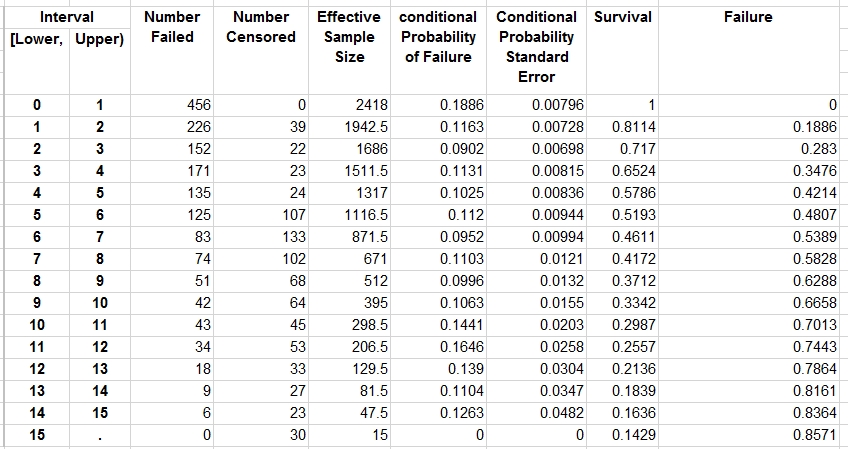 Interval Number Number Effective conditional Conditional Survival Failure
[Lower, Upper) Failed Censored Sample Probability Probability
Size of Failure Standard
Error
0 1 456 0 2418 0.1886 0.00796 1 0
1 2 226 39 1942.5 0.1163 0.00728 0.8114 0.1886
2 3 152 22 1686 0.0902 0.00698 0.717 0.283
3 4 171 23 1511.5 0.1131 0.00815 0.6524 0.3476
4 5 135 24 1317 0.1025 0.00836 0.5786 0.4214
5 6 125 107 1116.5 0.112 0.00944 0.5193 0.4807
6 7 83 133 871.5 0.0952 0.00994 0.4611 0.5389
7 8 74 102 671 0.1103 0.0121 0.4172 0.5828
8 9 51 68 512 0.0996 0.0132 0.3712 0.6288
9 10 42 64 395 0.1063 0.0155 0.3342 0.6658
10 11 43 45 298.5 0.1441 0.0203 0.2987 0.7013
11 12 34 53 206.5 0.1646 0.0258 0.2557 0.7443
12 13 18 33 129.5 0.139 0.0304 0.2136 0.7864
13 14 9 27 81.5 0.1104 0.0347 0.1839 0.8161
14 15 6 23 47.5 0.1263 0.0482 0.1636 0.8364
15 . 0 30 15 0 0 0.1429 0.8571